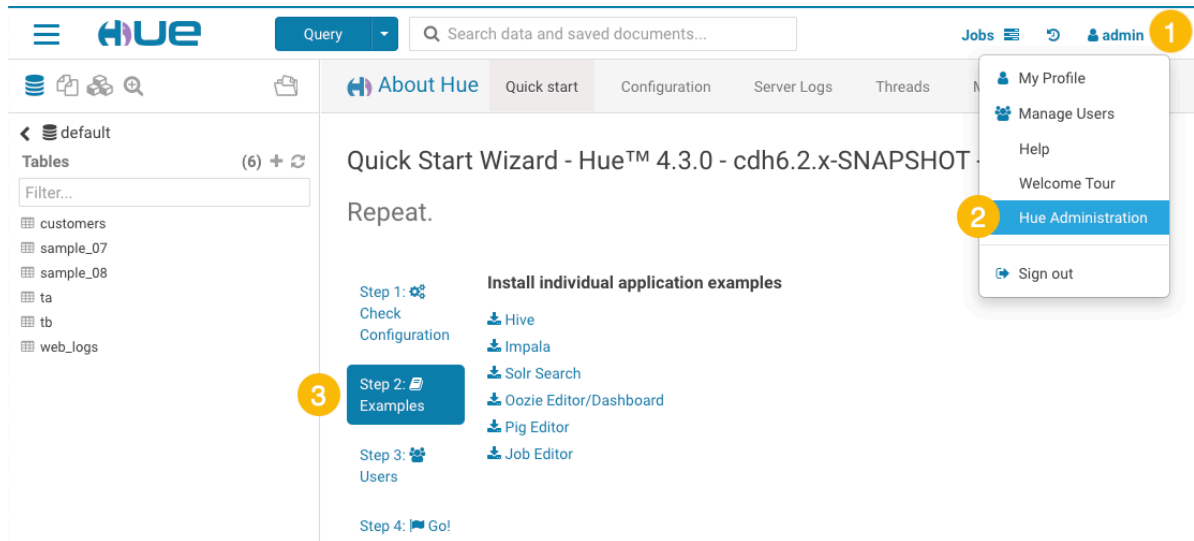 HUE
Query
Search data and saved documents...
Jobs
admin
1
My Profile
Manage Users
Help
Welcome Tour
2
Hue Administration
Sign out
default
Tables (6)
Filter...
customers
sample_07
sample_08
ta
tb
web_logs
About Hue Quick start Configuration Server Logs Threads
Quick Start Wizard - Hue™ 4.3.0 - cdh6.2.x-SNAPSHOT -
Repeat.
Step 1:
Check
Configuration
3
Step 2:
Examples
Step 3:
Users
Step 4: Go!
Install individual application examples
Hive
Impala
Solr Search
Oozie Editor/Dashboard
Pig Editor
Job Editor